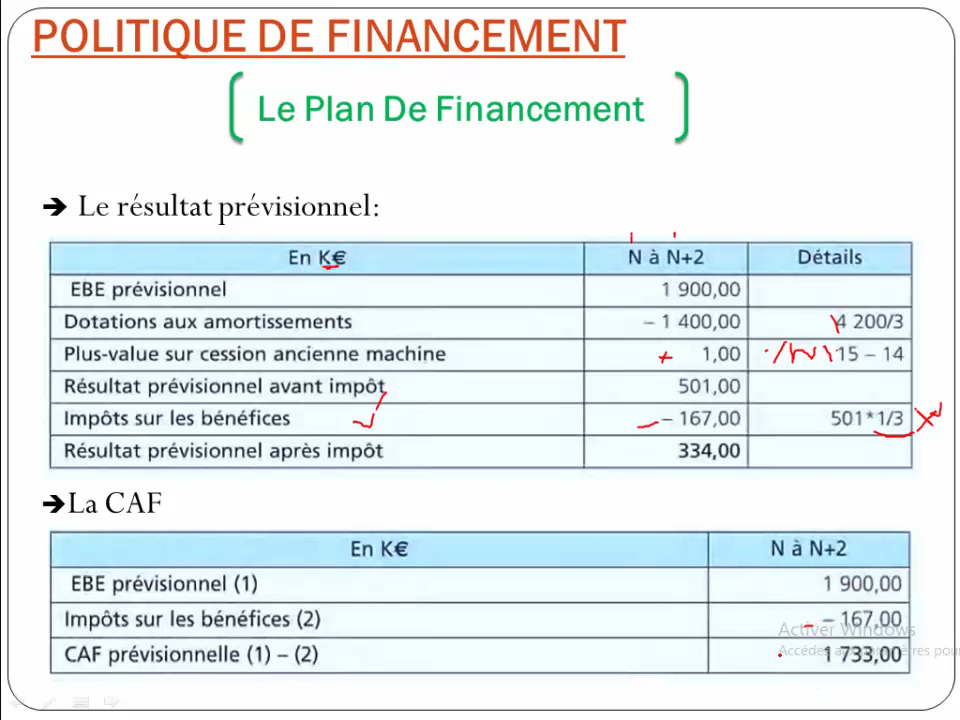 POLITIQUE DE FINANCEMENT
Le Plan De Financement
➔ Le résultat prévisionnel:
En K€ N à N+2 Détails
EBE prévisionnel 1 900,00
Dotations aux amortissements – 1 400,00 4 200/3
Plus-value sur cession ancienne machine + 1,00 15 – 14
Résultat prévisionnel avant impôt 501,00
Impôts sur les bénéfices – 167,00 501*1/3
Résultat prévisionnel après impôt 334,00
➔La CAF
En K€ N à N+2
EBE prévisionnel (1) 1 900,00
Impôts sur les bénéfices (2) – 167,00
Activer Windows
CAF prévisionnelle (1) – (2) 1 733,00